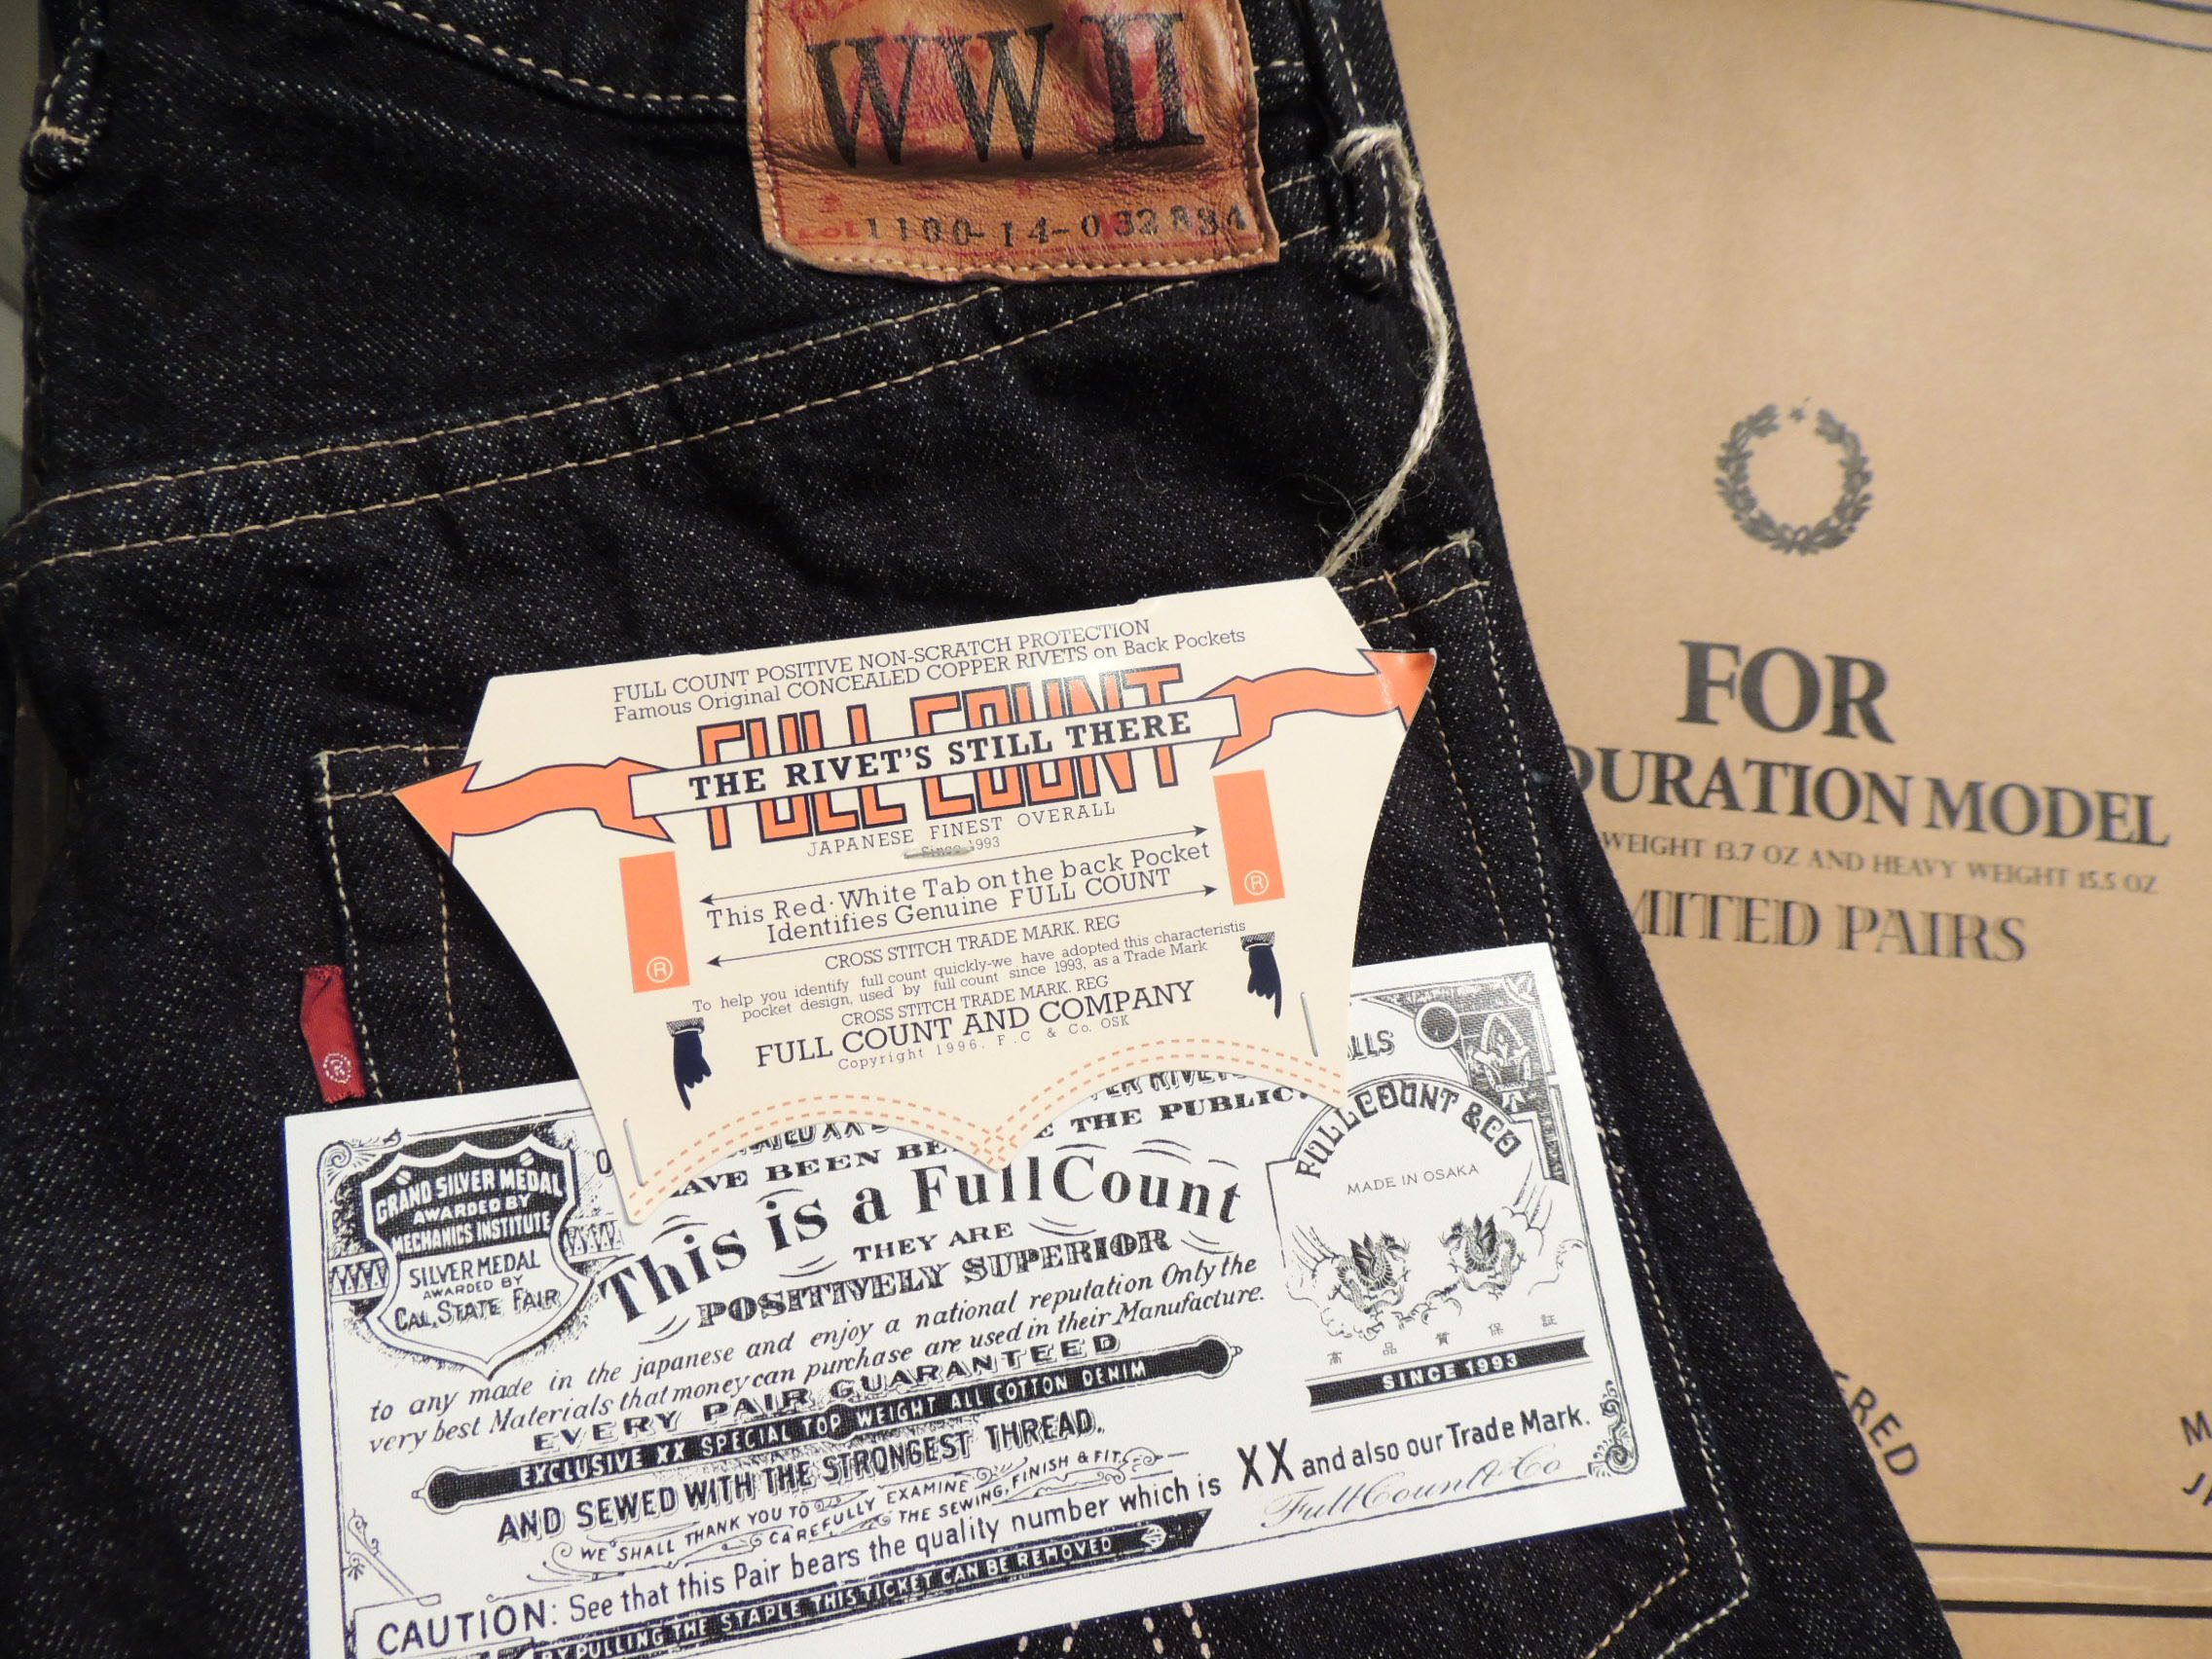 WWII
Lot 1100-14-0
FULL COUNT POSITIVE NON-SCRATCH PROTECTION
Famous Original CONCEALED COPPER RIVETS on Back Pockets
FULL COUNT
THE RIVET'S STILL THERE
JAPANESE FINEST OVERALL
Since 1993
This Red·White Tab on the back Pocket
Identifies Genuine FULL COUNT
®
®
CROSS STITCH TRADE MARK. REG
To help you identify full count quickly-we have adopted this characteristis
pocket design, used by full count since 1993, as a Trade Mark
CROSS STITCH TRADE MARK. REG
FULL COUNT AND COMPANY
Copyright 1996. F.C & Co. OSK
®
GRAND SILVER MEDAL
AWARDED BY
MECHANICS INSTITUTE
SILVER MEDAL
AWARDED BY
CAL. STATE FAIR
THE PUBLIC.
AVE BEEN BE
This is a FullCount
THEY ARE
POSITIVELY SUPERIOR
to any made in the japanese and enjoy a national reputation Only the
very best Materials that money can purchase are used in their Manufacture.
EVERY PAIR GUARANTEED
EXCLUSIVE XX SPECIAL TOP WEIGHT ALL COTTON DENIM
AND SEWED WITH THE STRONGEST THREAD.
WE SHALL THANK YOU TO CAREFULLY EXAMINE THE SEWING, FINISH & FIT
CAUTION: See that this Pair bears the quality number which is XX and also our Trade Mark.
BY PULLING THE STAPLE THIS TICKET CAN BE REMOVED
Full Count & Co
FULLCOUNT & CO
MADE IN OSAKA
高品質保証
SINCE 1993
FOR
DURATION MODEL
WEIGHT 13.7 OZ AND HEAVY WEIGHT 15.5 OZ
MITED PAIRS
RED